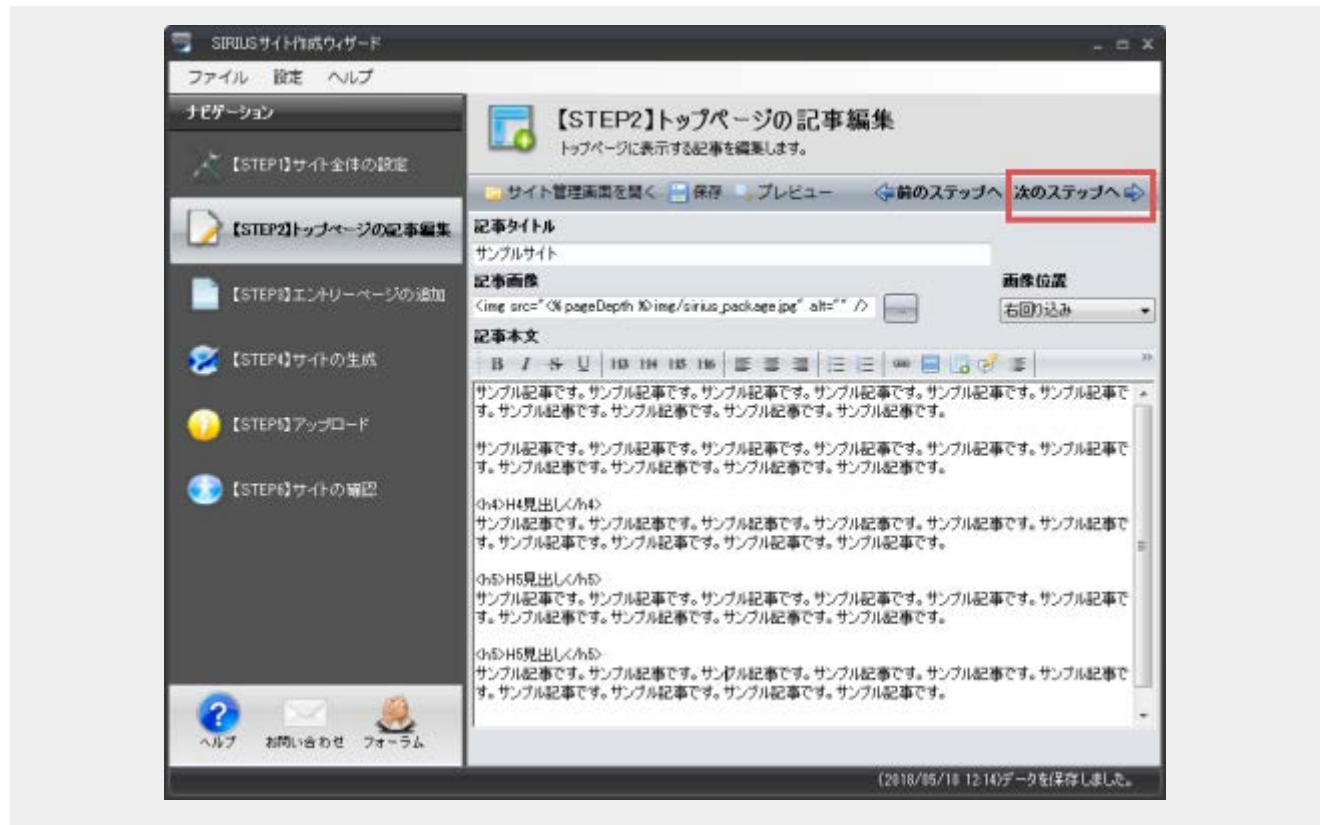 SIRIUSサイト作成ウィザード
ファイル 設定 ヘルプ
ナビゲーション
【STEP1】サイト全体の設定
【STEP2】トップページの記事編集
【STEP3】エントリーページの追加
【STEP4】サイトの生成
【STEP5】アップロード
【STEP6】サイトの確認
ヘルプ お問い合わせ フォーラム
【STEP2】トップページの記事編集
トップページに表示する記事を編集します。
サイト管理画面を開く 保存 プレビュー 前のステップへ 次のステップへ
記事タイトル
サンプルサイト
記事画像 画像位置
<img src="<% pageDepth %>img/sirius_package.jpg" alt="" /> ... 右回り込み
記事本文
B I S U H3 H4 H5 H6
サンプル記事です。サンプル記事です。サンプル記事です。サンプル記事です。サンプル記事です。サンプル記事で
す。サンプル記事です。サンプル記事です。サンプル記事です。サンプル記事です。
サンプル記事です。サンプル記事です。サンプル記事です。サンプル記事です。サンプル記事です。サンプル記事で
す。サンプル記事です。サンプル記事です。サンプル記事です。サンプル記事です。
<h4>H4見出し</h4>
サンプル記事です。サンプル記事です。サンプル記事です。サンプル記事です。サンプル記事です。サンプル記事で
す。サンプル記事です。サンプル記事です。サンプル記事です。サンプル記事です。
<h5>H5見出し</h5>
サンプル記事です。サンプル記事です。サンプル記事です。サンプル記事です。サンプル記事です。サンプル記事で
す。サンプル記事です。サンプル記事です。サンプル記事です。サンプル記事です。
<h5>H5見出し</h5>
サンプル記事です。サンプル記事です。サンプル記事です。サンプル記事です。サンプル記事です。サンプル記事で
す。サンプル記事です。サンプル記事です。サンプル記事です。サンプル記事です。
(2018/05/10 12:14)データを保存しました。